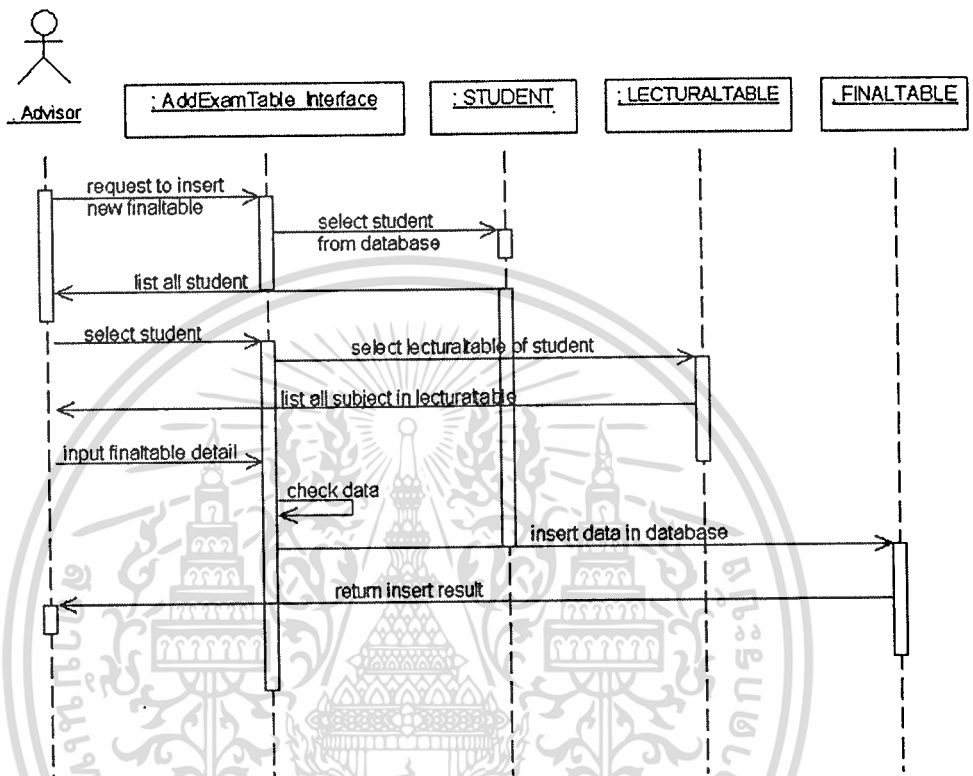 : Advisor
: AddExamTable Interface
: STUDENT
: LECTURALTABLE
: FINALTABLE
request to insert
new finaltable
select student
from database
list all student
select student
select lecturaltable of student
list all subject in lecturaltable
input finaltable detail
check data
insert data in database
return insert result